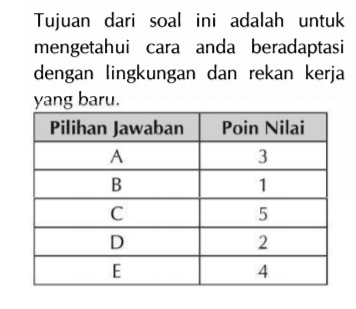 Tujuan dari soal ini adalah untuk
mengetahui cara anda beradaptasi
dengan lingkungan dan rekan kerja
yang baru.
Pilihan Jawaban Poin Nilai
A 3
B 1
C 5
D 2
E 4